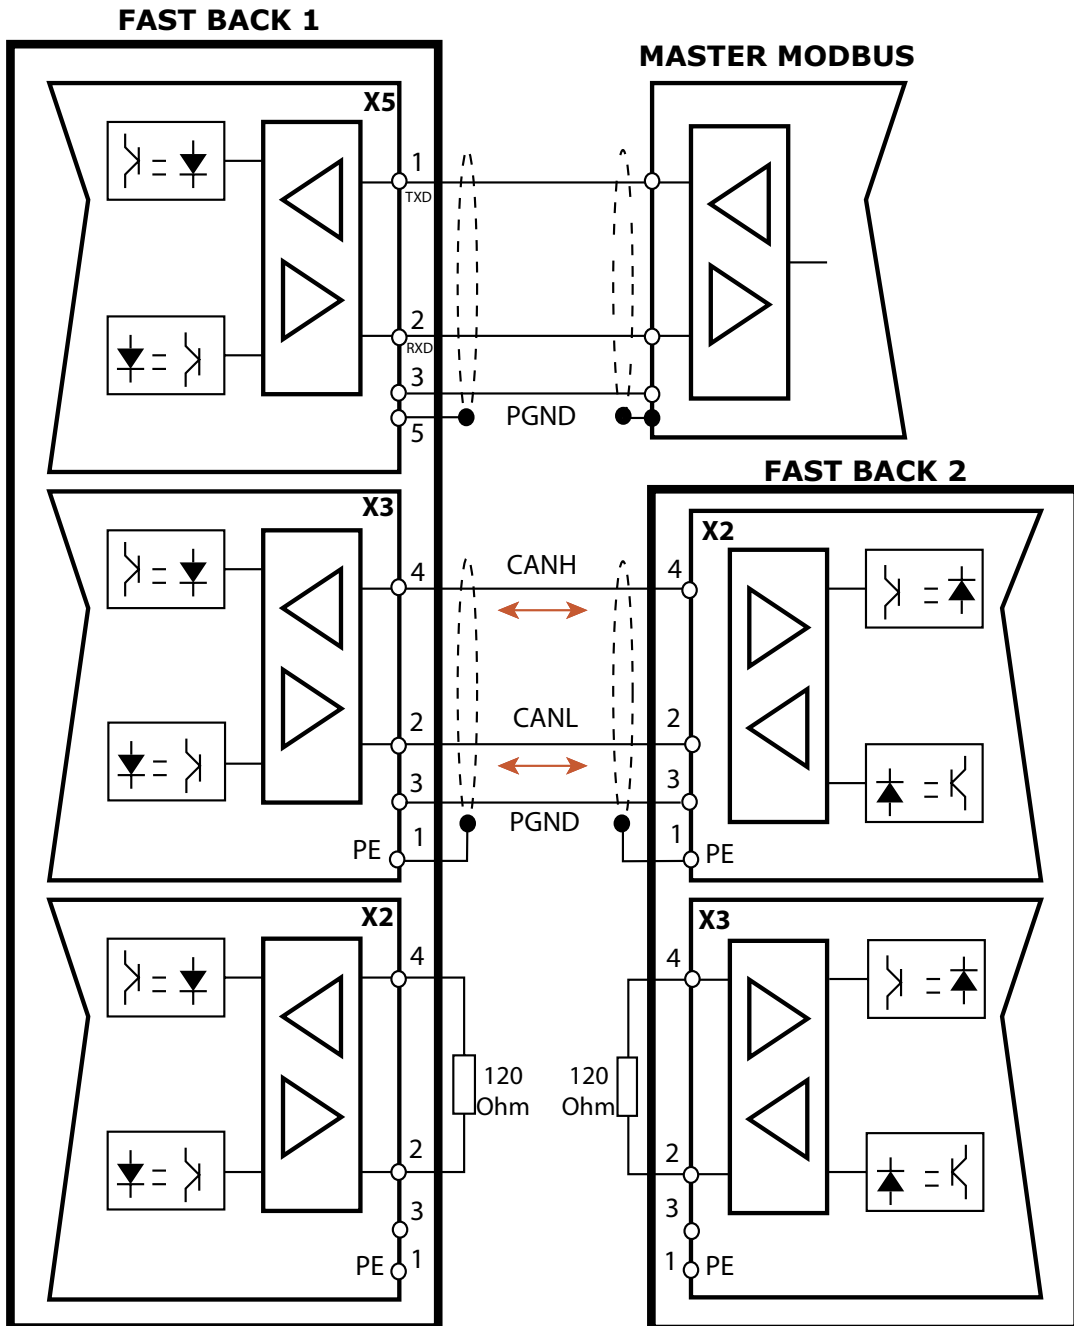 FAST BACK 1
MASTER MODBUS
X5
1
TXD
2
RXD
3
PGND
5
FAST BACK 2
X3
X2
4
CANH
4
2
CANL
2
3
3
PGND
PE
1
1
PE
X2
X3
4
4
120
Ohm
120
Ohm
2
2
3
3
PE
1
1
PE